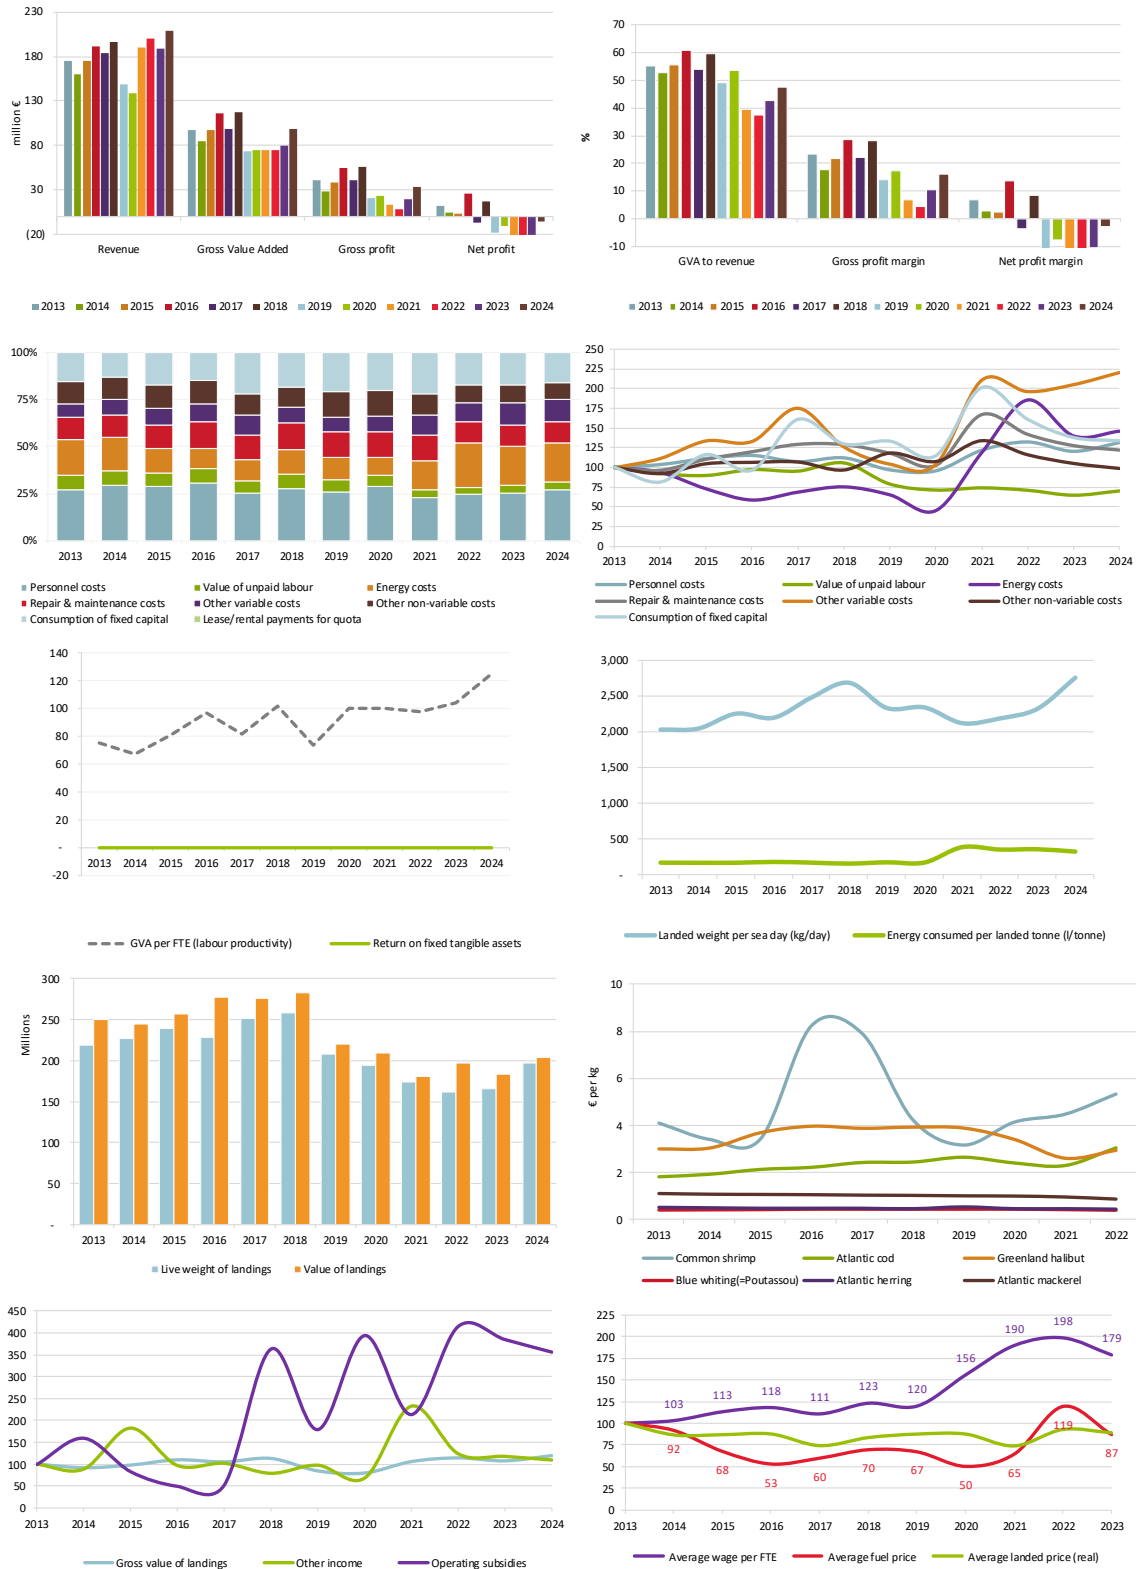 230
180
130
80
30
(20)
million €
Revenue
Gross Value Added
Gross profit
Net profit
2013 2014 2015 2016 2017 2018 2019 2020 2021 2022 2023 2024
70
60
50
40
30
20
10
0
-10
%
GVA to revenue
Gross profit margin
Net profit margin
2013 2014 2015 2016 2017 2018 2019 2020 2021 2022 2023 2024
100%
75%
50%
25%
0%
2013 2014 2015 2016 2017 2018 2019 2020 2021 2022 2023 2024
Personnel costs
Value of unpaid labour
Energy costs
Repair & maintenance costs
Other variable costs
Other non-variable costs
Consumption of fixed capital
Lease/rental payments for quota
250
225
200
175
150
125
100
75
50
25
0
2013 2014 2015 2016 2017 2018 2019 2020 2021 2022 2023 2024
Personnel costs
Value of unpaid labour
Energy costs
Repair & maintenance costs
Other variable costs
Other non-variable costs
Consumption of fixed capital
140
120
100
80
60
40
20
-
-20
2013 2014 2015 2016 2017 2018 2019 2020 2021 2022 2023 2024
GVA per FTE (labour productivity)
Return on fixed tangible assets
3,000
2,500
2,000
1,500
1,000
500
-
2013 2014 2015 2016 2017 2018 2019 2020 2021 2022 2023 2024
Landed weight per sea day (kg/day)
Energy consumed per landed tonne (l/tonne)
300
250
200
150
100
50
-
Millions
2013 2014 2015 2016 2017 2018 2019 2020 2021 2022 2023 2024
Live weight of landings
Value of landings
10
8
6
4
2
0
€ per kg
2013 2014 2015 2016 2017 2018 2019 2020 2021 2022
Common shrimp
Atlantic cod
Greenland halibut
Blue whiting(=Poutassou)
Atlantic herring
Atlantic mackerel
450
400
350
300
250
200
150
100
50
0
2013 2014 2015 2016 2017 2018 2019 2020 2021 2022 2023 2024
Gross value of landings
Other income
Operating subsidies
225
200
175
150
125
100
75
50
25
0
103 113 118 111 123 120 156 190 198 179
92 68 53 60 70 67 50 65 119 87
2013 2014 2015 2016 2017 2018 2019 2020 2021 2022 2023
Average wage per FTE
Average fuel price
Average landed price (real)